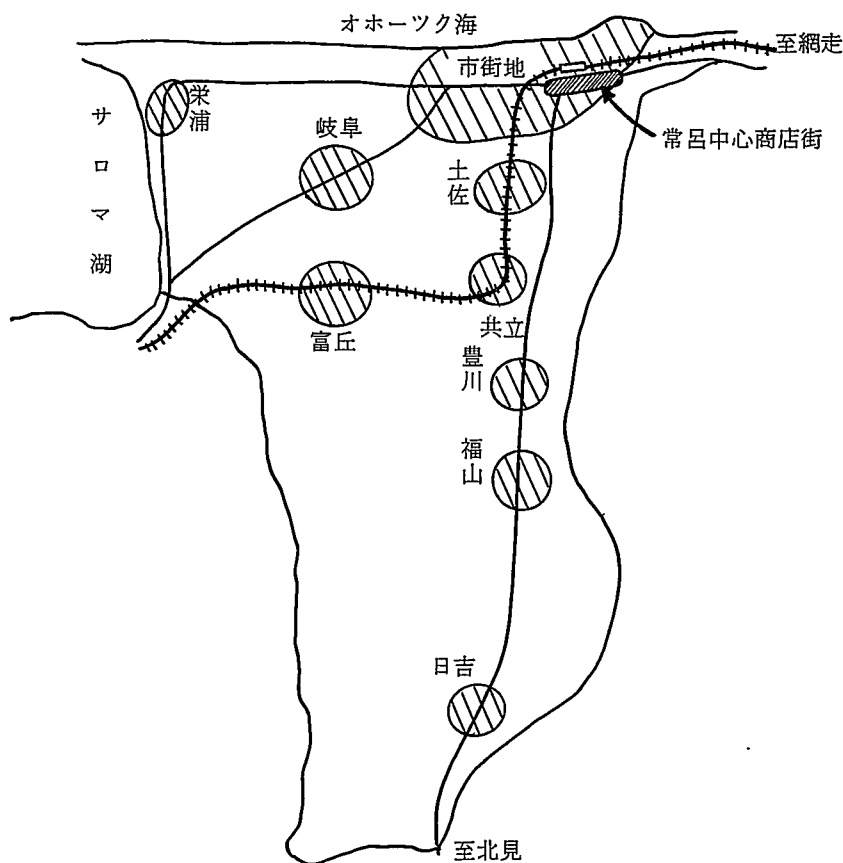 オホーツク海
至網走
市街地
常呂中心商店街
栄浦
サロマ湖
岐阜
土佐
富丘
共立
豊川
福山
日吉
至北見